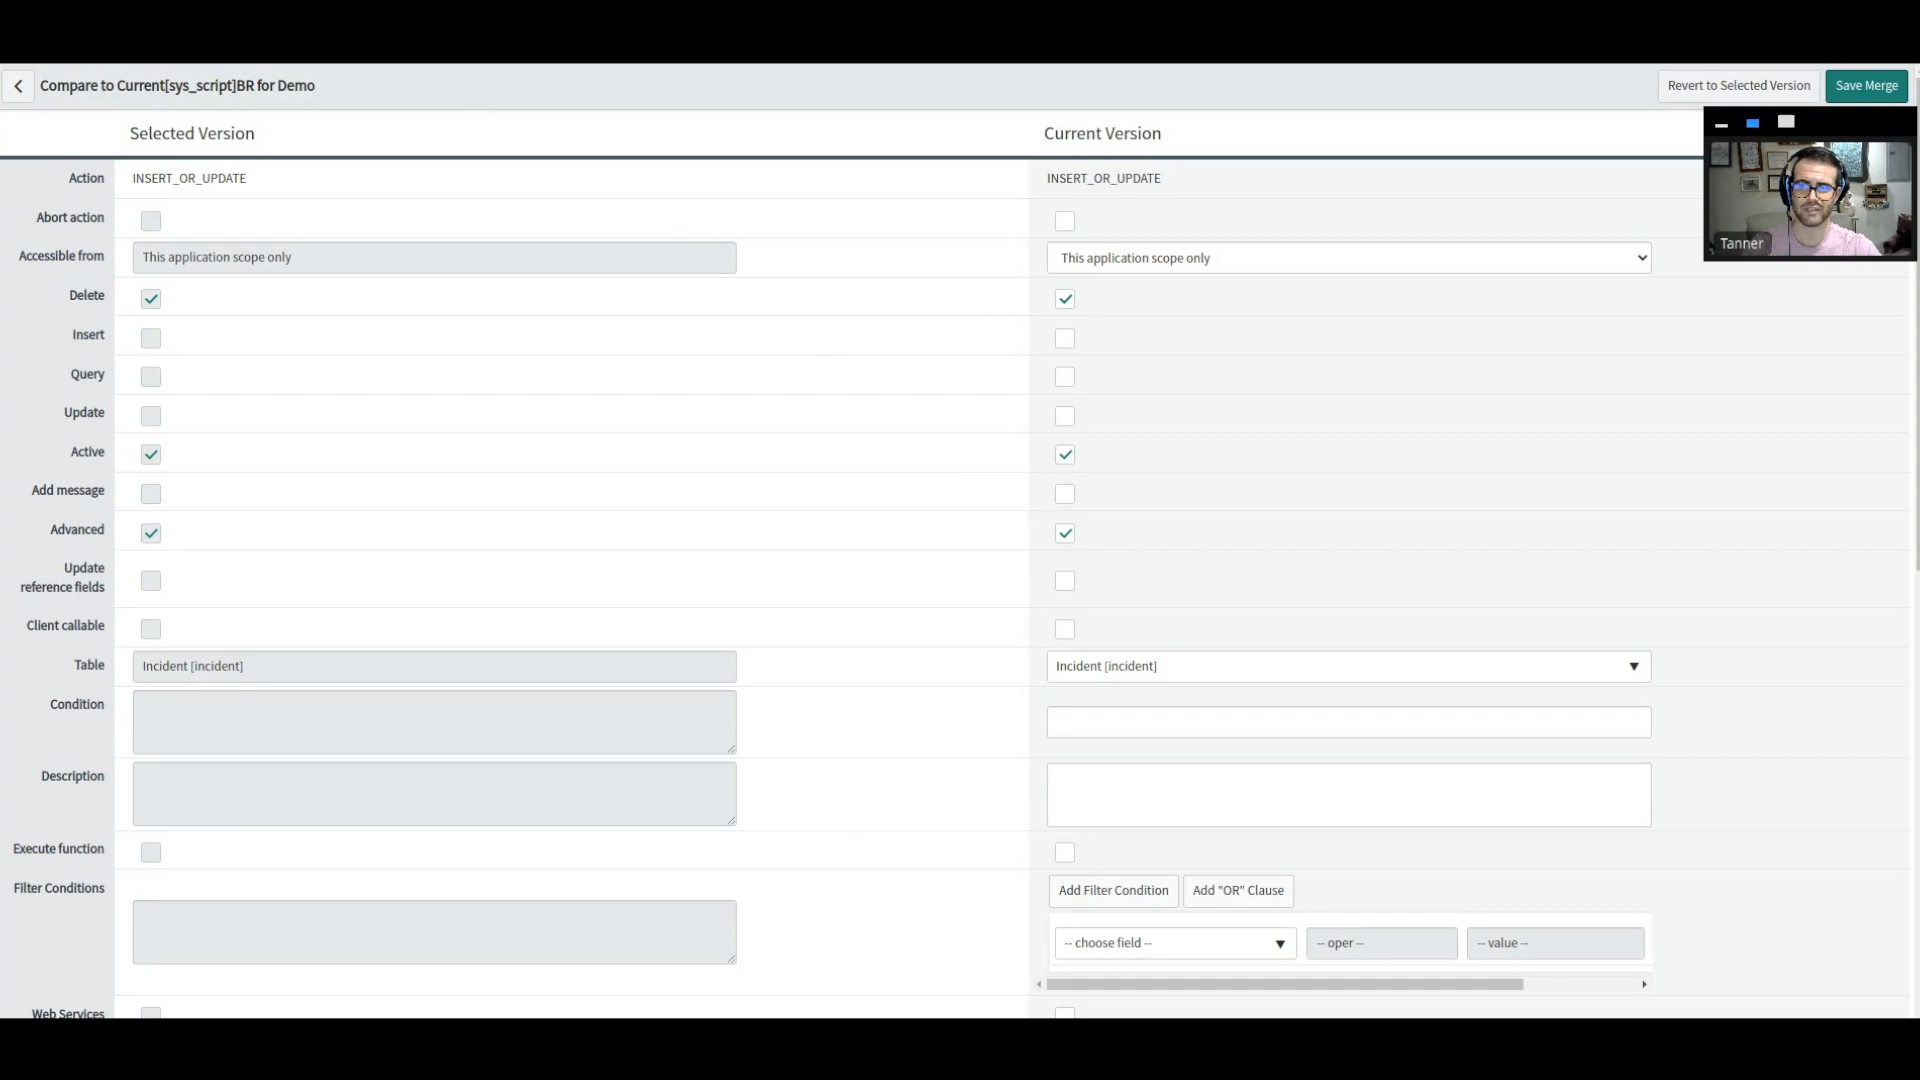 Compare to Current[sys_script]BR for Demo
Revert to Selected Version
Save Merge
Selected Version
Current Version
Action
INSERT_OR_UPDATE
INSERT_OR_UPDATE
Abort action
Accessible from
This application scope only
This application scope only
Tanner
Delete
Insert
Query
Update
Active
Add message
Advanced
Update
reference fields
Client callable
Table
Incident [incident]
Incident [incident]
Condition
Description
Execute function
Filter Conditions
Add Filter Condition
Add "OR" Clause
-- choose field --
-- oper --
-- value --
Web Services